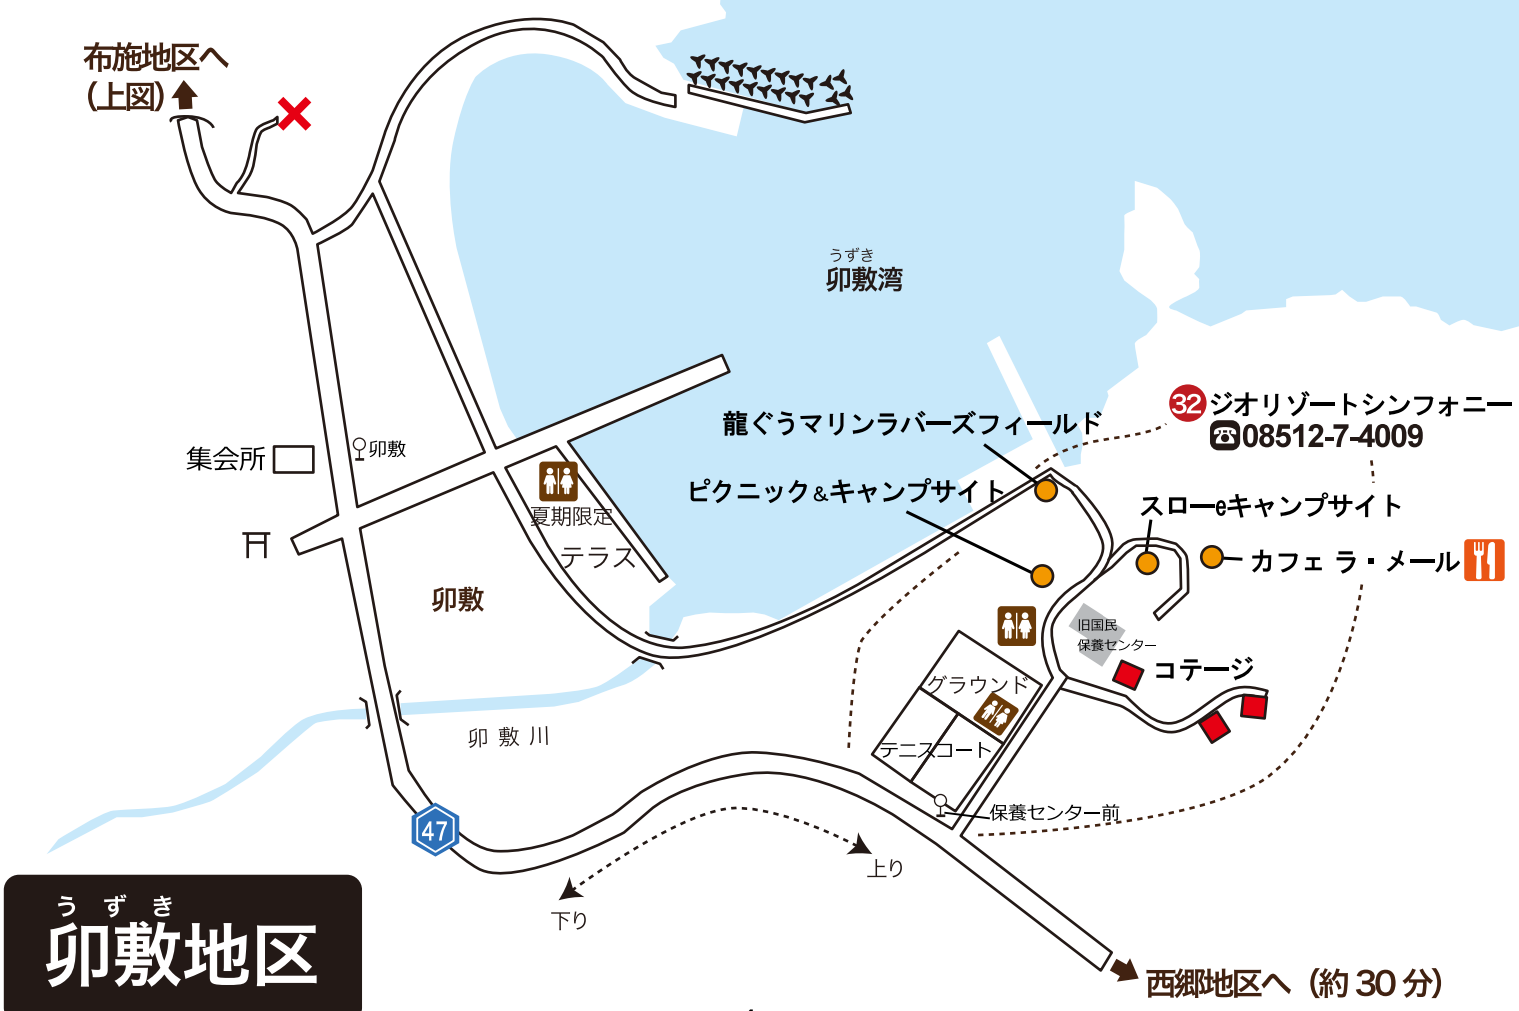 布施地区へ
（上図）
うずき
卯敷湾
32 ジオリゾートシンフォニー
08512-7-4009
龍ぐうマリンラバーズフィールド
集会所
卯敷
ピクニック&キャンプサイト
スローeキャンプサイト
夏期限定
テラス
カフェ ラ・メール
卯敷
旧国民
保養センター
コテージ
グラウンド
卯敷川
テニスコート
保養センター前
47
上り
下り
うずき
卯敷地区
西郷地区へ（約30分）